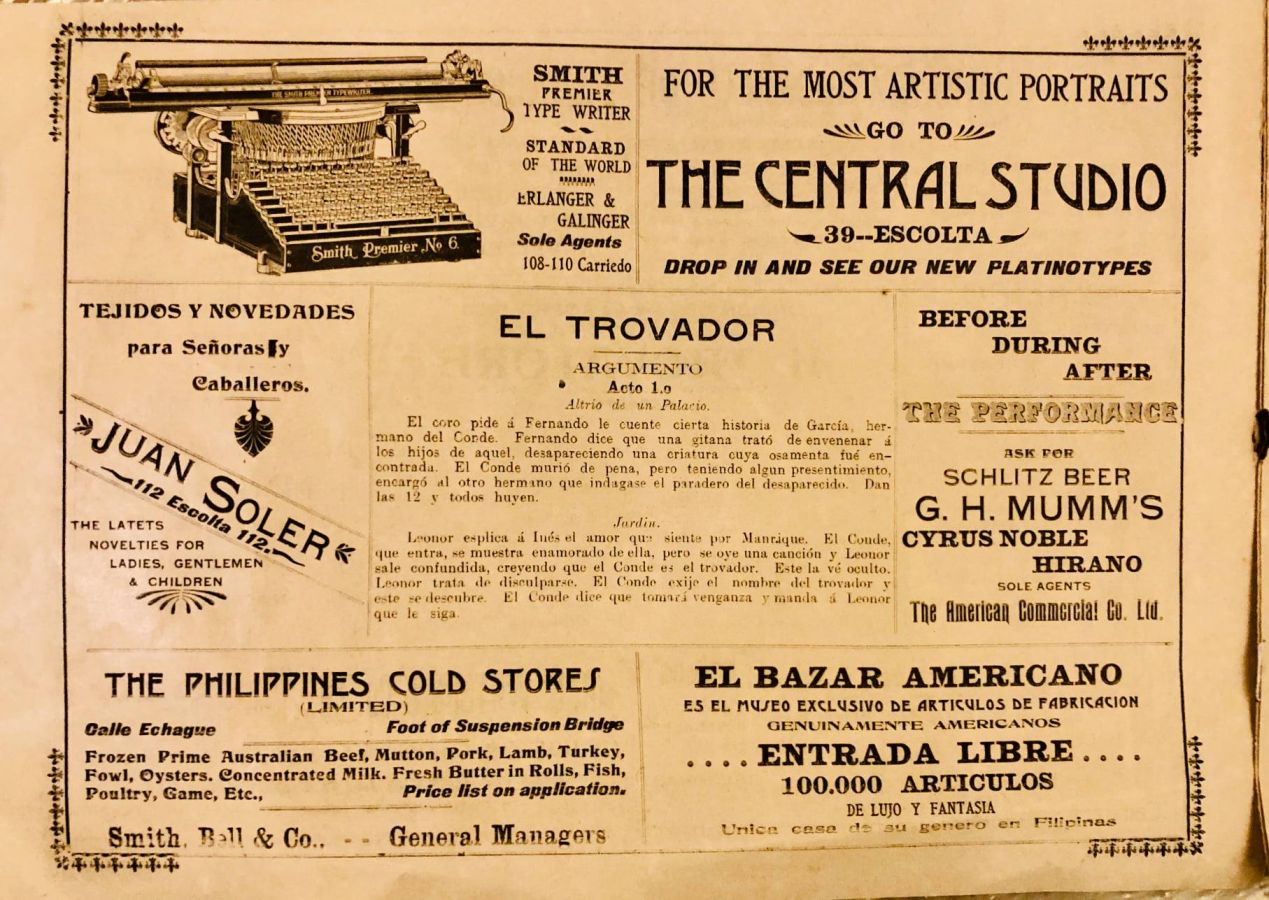 THE SMITH PREMIER TYPEWRITER
Smith Premier No 6.
SMITH
PREMIER
TYPE WRITER
STANDARD
OF THE WORLD
ERLANGER &
GALINGER
Sole Agents
108-110 Carriedo
FOR THE MOST ARTISTIC PORTRAITS
GO TO
THE CENTRAL STUDIO
39--ESCOLTA
DROP IN AND SEE OUR NEW PLATINOTYPES
TEJIDOS Y NOVEDADES
para Señoras y
Caballeros.
JUAN SOLER
112 Escolta 112.
THE LATETS
NOVELTIES FOR
LADIES, GENTLEMEN
& CHILDREN
EL TROVADOR
ARGUMENTO
Acto 1.o
Altrio de un Palacio.
El coro pide á Fernando le cuente cierta historia de García, her-
mano del Corde. Fernando dice que una gitana trató de envenenar á
los hijos de aquel, desapareciendo una criatura cuya osamenta fué en-
contrada. El Conde murió de pena, pero teniendo algun presentimiento,
encargó al otro hermano que indagase el paradero del desaparecido. Dan
las 12 y todos huyen.
Jardin.
Leonor esplica á Inés el amor que siente por Manrique. El Conde,
que entra, se muestra enamorado de ella, pero se oye una canción y Leonor
sale confundida, creyendo que el Conde es el trovador. Este la vé oculto.
Leonor trata de disculparse. El Conde exije el nombre del trovador y
este se descubre. El Conde dice que tomará venganza y manda á Leonor
que le siga.
BEFORE
DURING
AFTER
THE PERFORMANCE
ASK FOR
SCHLITZ BEER
G. H. MUMM'S
CYRUS NOBLE
HIRANO
SOLE AGENTS
The American Commercial Co. Ltd.
THE PHILIPPINES COLD STORES
(LIMITED)
Calle Echague Foot of Suspension Bridge
Frozen Prime Australian Beef, Mutton, Pork, Lamb, Turkey,
Fowl, Oysters. Concentrated Milk. Fresh Butter in Rolls, Fish,
Poultry, Game, Etc., Price list on application.
Smith, Bell & Co., -- General Managers
EL BAZAR AMERICANO
ES EL MUSEO EXCLUSIVO DE ARTICULOS DE FABRICACION
GENUINAMENTE AMERICANOS
....ENTRADA LIBRE....
100.000 ARTICULOS
DE LUJO Y FANTASIA
Unica casa de su genero en Filipinas